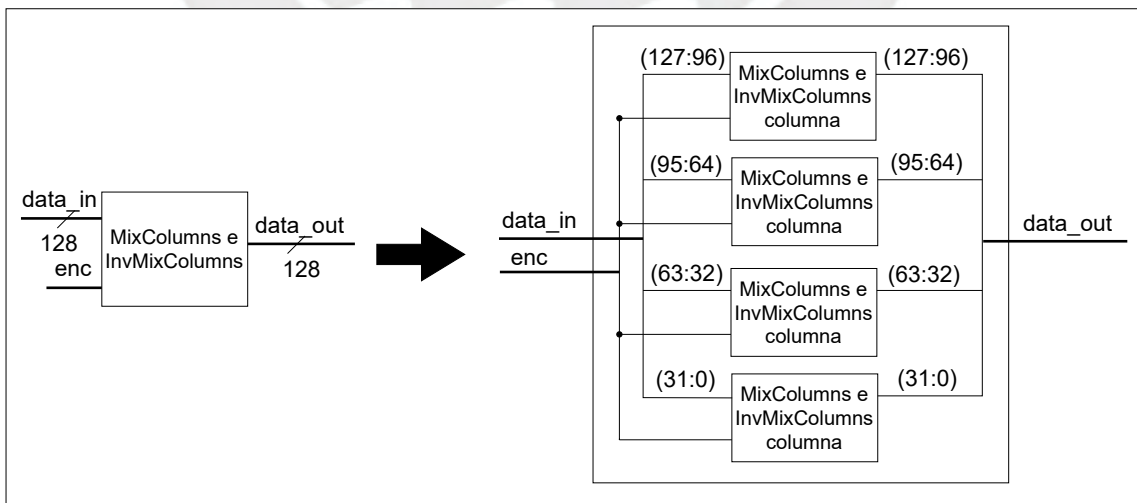 data_in
128
enc
MixColumns e
InvMixColumns
data_out
128
data_in
enc
(127:96)
MixColumns e
InvMixColumns
columna
(127:96)
(95:64)
MixColumns e
InvMixColumns
columna
(95:64)
(63:32)
MixColumns e
InvMixColumns
columna
(63:32)
(31:0)
MixColumns e
InvMixColumns
columna
(31:0)
data_out